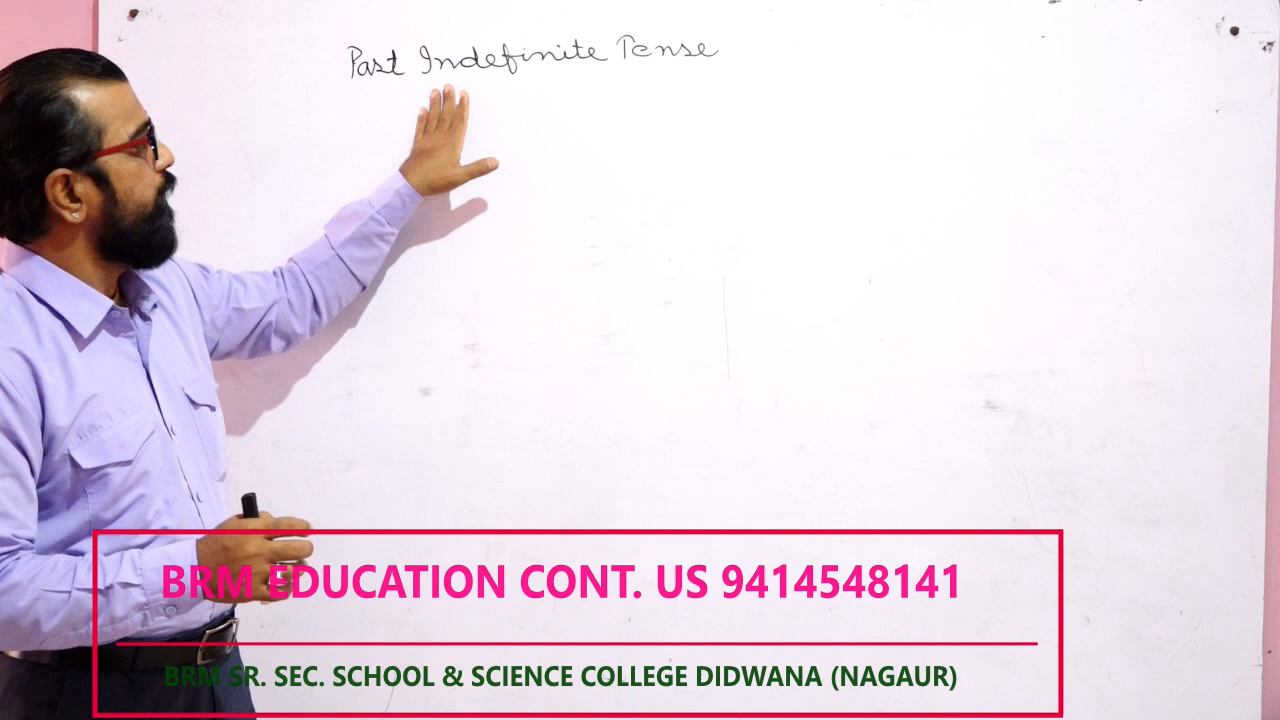 Past Indefinite Tense
BRM EDUCATION CONT. US 9414548141
BRM SR. SEC. SCHOOL & SCIENCE COLLEGE DIDWANA (NAGAUR)